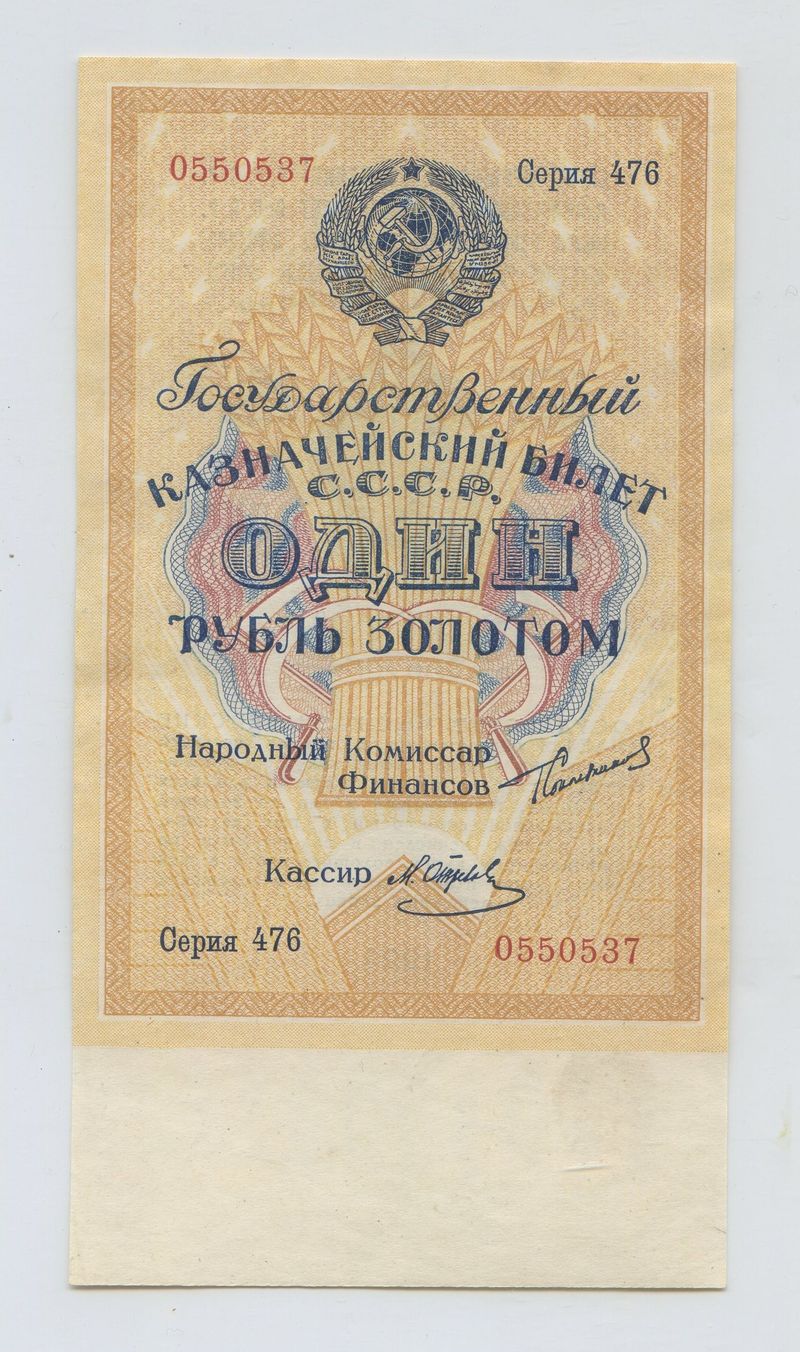 0550537
Серия 476
Государственный
КАЗНАЧЕЙСКИЙ БИЛЕТ
С.С.С.Р.
ОДИН
РУБЛЬ ЗОЛОТОМ
Народный Комиссар
Финансов
Кассир
Серия 476
0550537